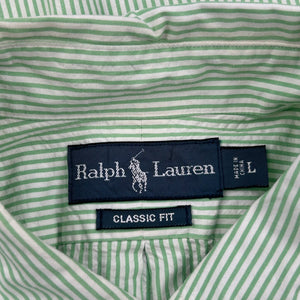 Ralph Lauren
MADE IN
CHINA
L
CLASSIC FIT